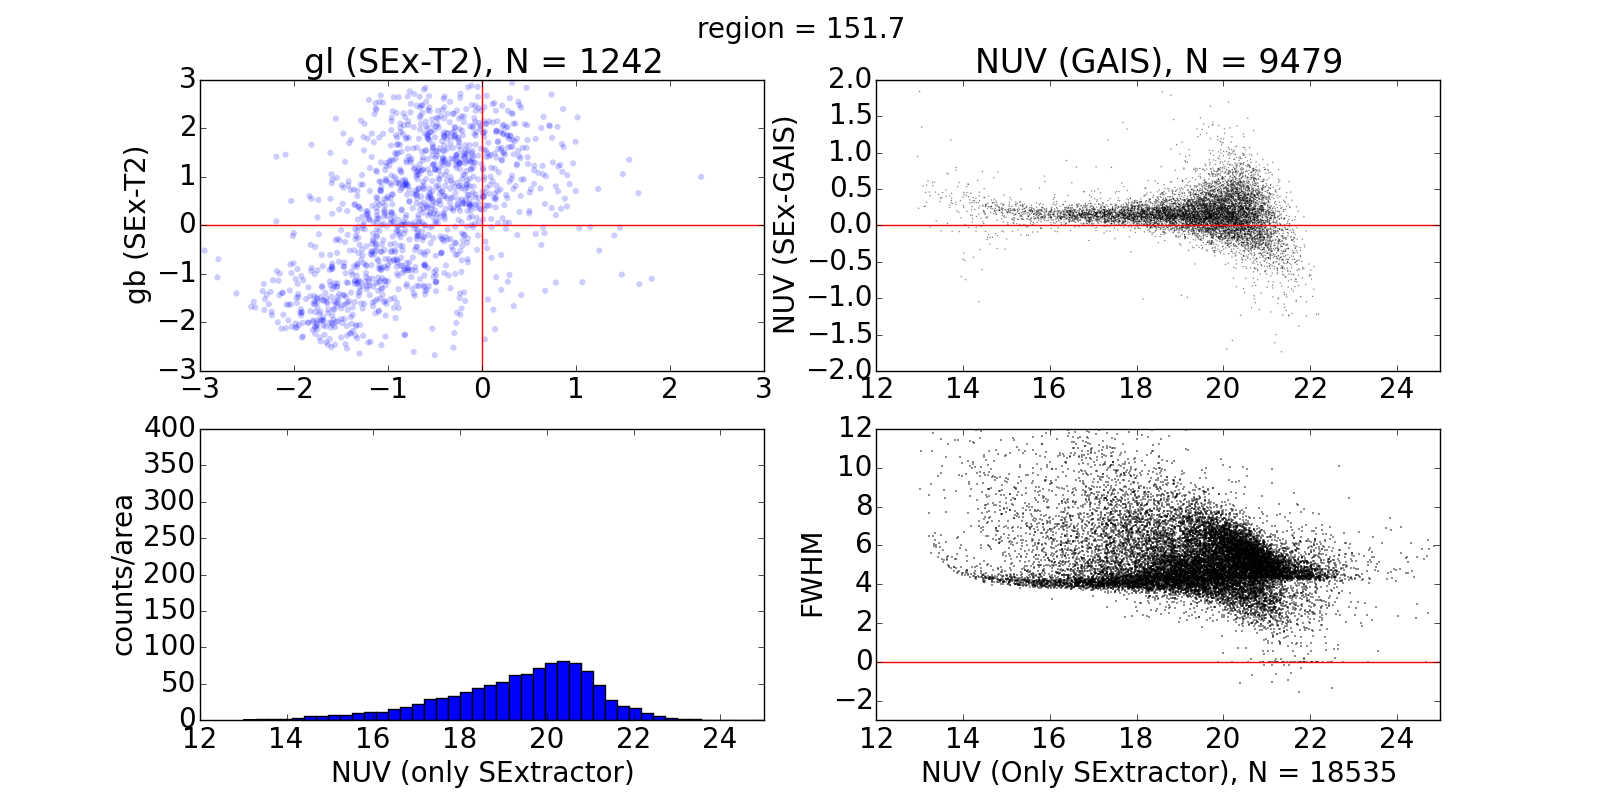 region = 151.7
gl (SEx-T2), N = 1242
gb (SEx-T2)
3
2
1
0
−1
−2
−3
−3 −2 −1 0 1 2 3
NUV (GAIS), N = 9479
NUV (SEx-GAIS)
2.0
1.5
1.0
0.5
0.0
−0.5
−1.0
−1.5
−2.0
12 14 16 18 20 22 24
counts/area
400
350
300
250
200
150
100
50
0
12 14 16 18 20 22 24
NUV (only SExtractor)
FWHM
12
10
8
6
4
2
0
−2
12 14 16 18 20 22 24
NUV (Only SExtractor), N = 18535